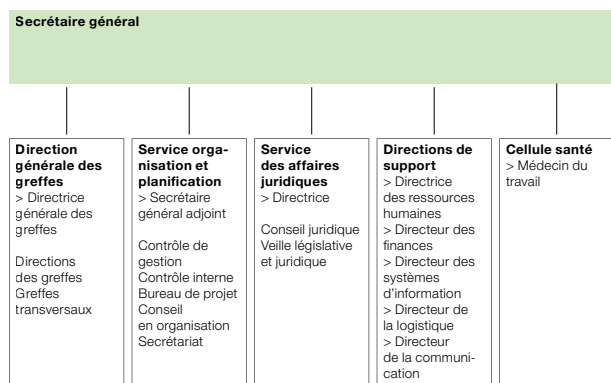 Secrétaire général
Direction
générale des
greffes
> Directrice
générale des
greffes
Directions
des greffes
Greffes
transversaux
Service orga-
nisation et
planification
> Secrétaire
général adjoint
Contrôle de
gestion
Contrôle interne
Bureau de projet
Conseil
en organisation
Secrétariat
Service
des affaires
juridiques
> Directrice
Conseil juridique
Veille législative
et juridique
Directions de
support
> Directrice
des ressources
humaines
> Directeur des
finances
> Directeur des
systèmes
d’information
> Directeur de
la logistique
> Directeur
de la communi-
cation
Cellule santé
> Médecin du
travail